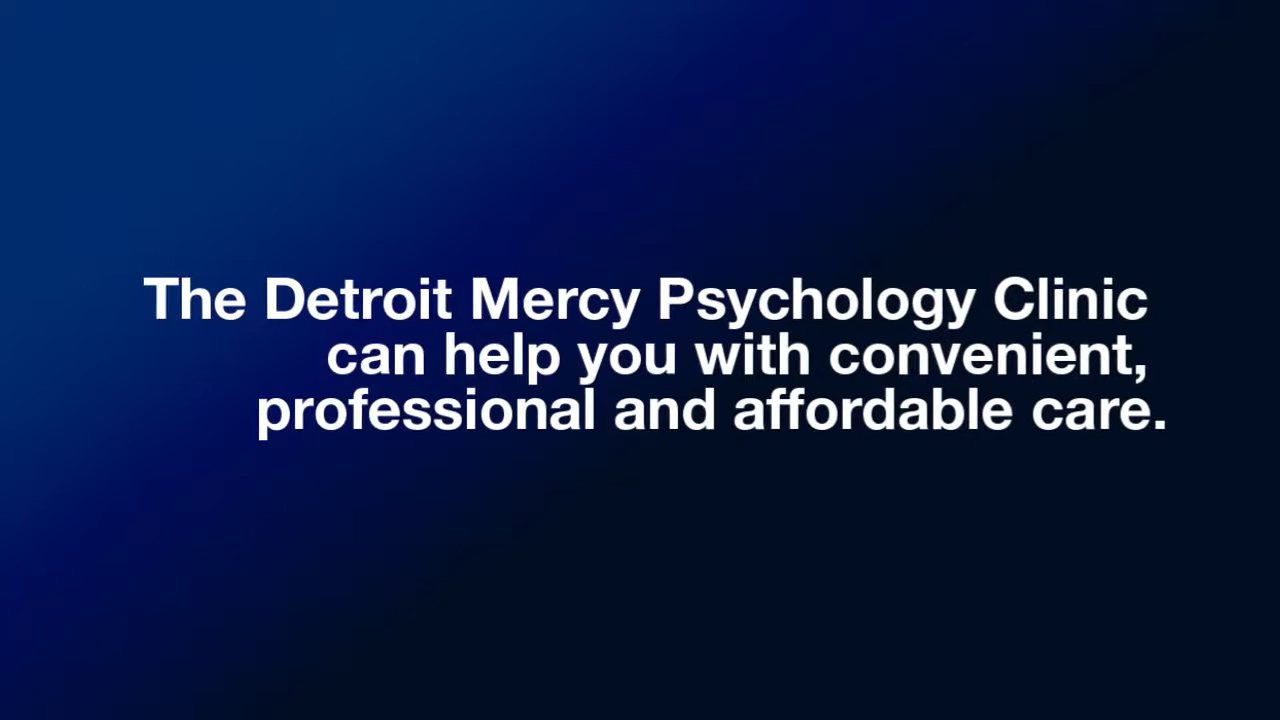 The Detroit Mercy Psychology Clinic
can help you with convenient,
professional and affordable care.